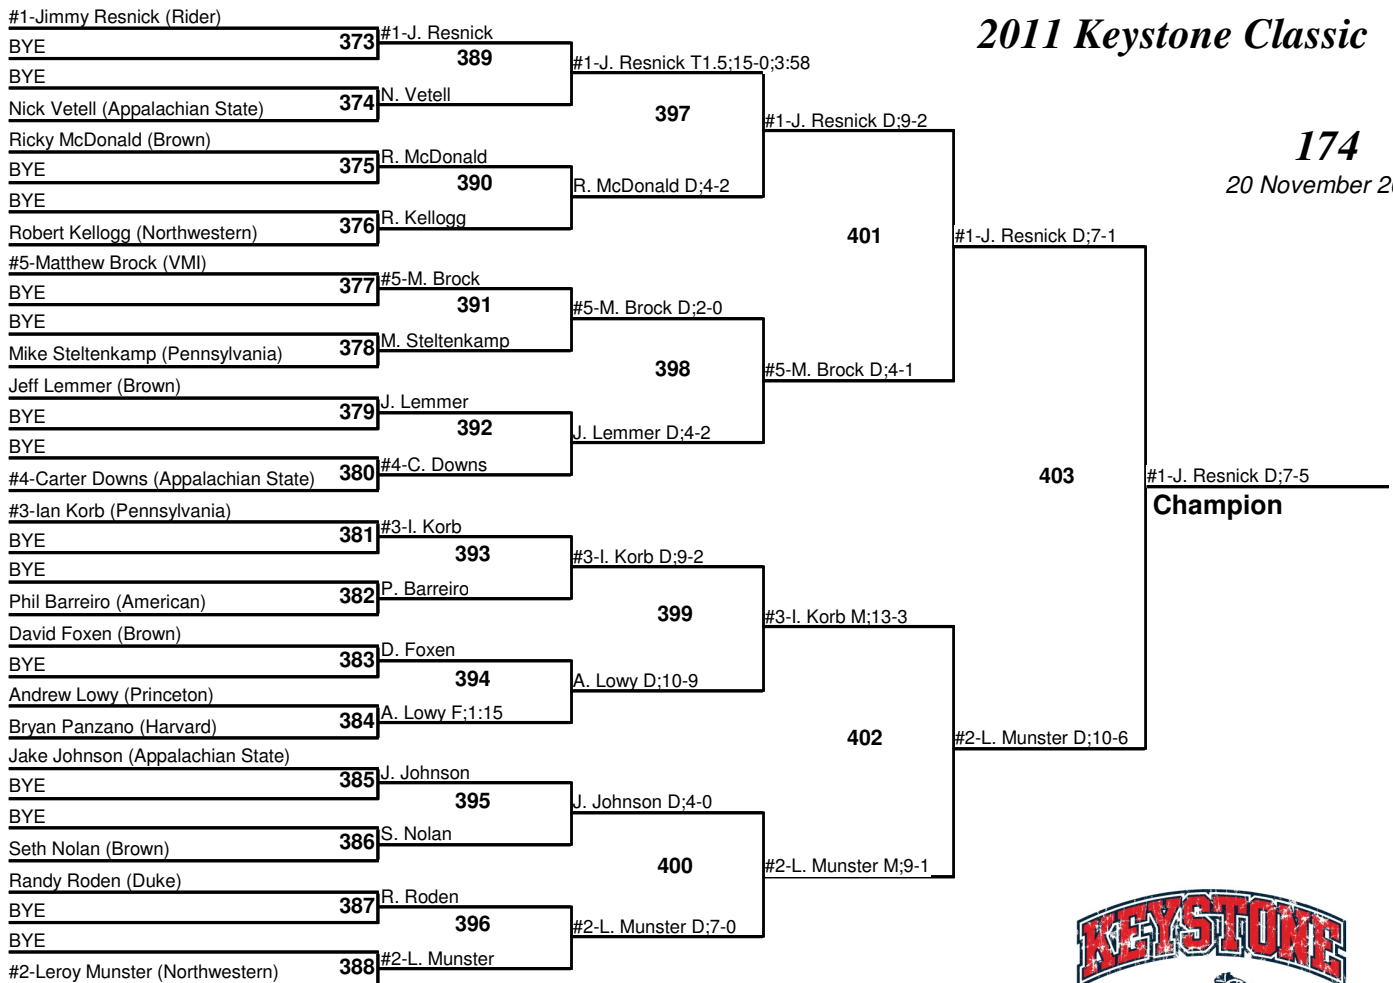 2011 Keystone Classic
174
20 November 20
#1-Jimmy Resnick (Rider)
BYE
373
BYE
Nick Vetell (Appalachian State)
374
Ricky McDonald (Brown)
BYE
375
BYE
Robert Kellogg (Northwestern)
376
#5-Matthew Brock (VMI)
BYE
377
BYE
Mike Steltenkamp (Pennsylvania)
378
Jeff Lemmer (Brown)
BYE
379
BYE
#4-Carter Downs (Appalachian State)
380
#3-Ian Korb (Pennsylvania)
BYE
381
BYE
Phil Barreiro (American)
382
David Foxen (Brown)
BYE
383
Andrew Lowy (Princeton)
Bryan Panzano (Harvard)
384
Jake Johnson (Appalachian State)
BYE
385
BYE
Seth Nolan (Brown)
386
Randy Roden (Duke)
BYE
387
BYE
#2-Leroy Munster (Northwestern)
388
#1-J. Resnick
389
N. Vetell
R. McDonald
390
R. Kellogg
#5-M. Brock
391
M. Steltenkamp
J. Lemmer
392
#4-C. Downs
#3-I. Korb
393
P. Barreiro
D. Foxen
394
A. Lowy F;1:15
J. Johnson
395
S. Nolan
R. Roden
396
#2-L. Munster
#1-J. Resnick T1.5;15-0;3:58
397
R. McDonald D;4-2
#5-M. Brock D;2-0
398
J. Lemmer D;4-2
#3-I. Korb D;9-2
399
A. Lowy D;10-9
J. Johnson D;4-0
400
#2-L. Munster D;7-0
#1-J. Resnick D;9-2
401
#5-M. Brock D;4-1
#3-I. Korb M;13-3
402
#2-L. Munster M;9-1
#1-J. Resnick D;7-1
403
#2-L. Munster D;10-6
#1-J. Resnick D;7-5
Champion
KEYSTONE